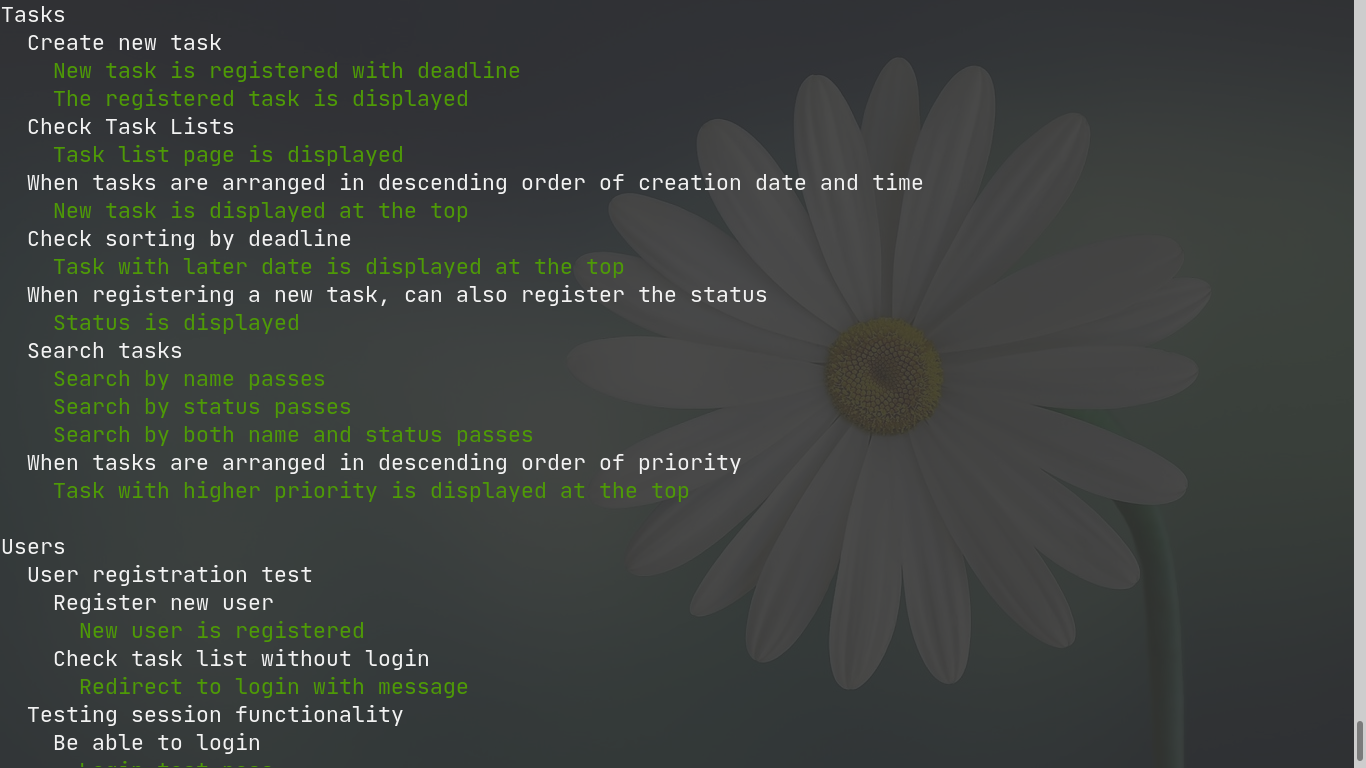 Tasks
Create new task
New task is registered with deadline
The registered task is displayed
Check Task Lists
Task list page is displayed
When tasks are arranged in descending order of creation date and time
New task is displayed at the top
Check sorting by deadline
Task with later date is displayed at the top
When registering a new task, can also register the status
Status is displayed
Search tasks
Search by name passes
Search by status passes
Search by both name and status passes
When tasks are arranged in descending order of priority
Task with higher priority is displayed at the top
Users
User registration test
Register new user
New user is registered
Check task list without login
Redirect to login with message
Testing session functionality
Be able to login